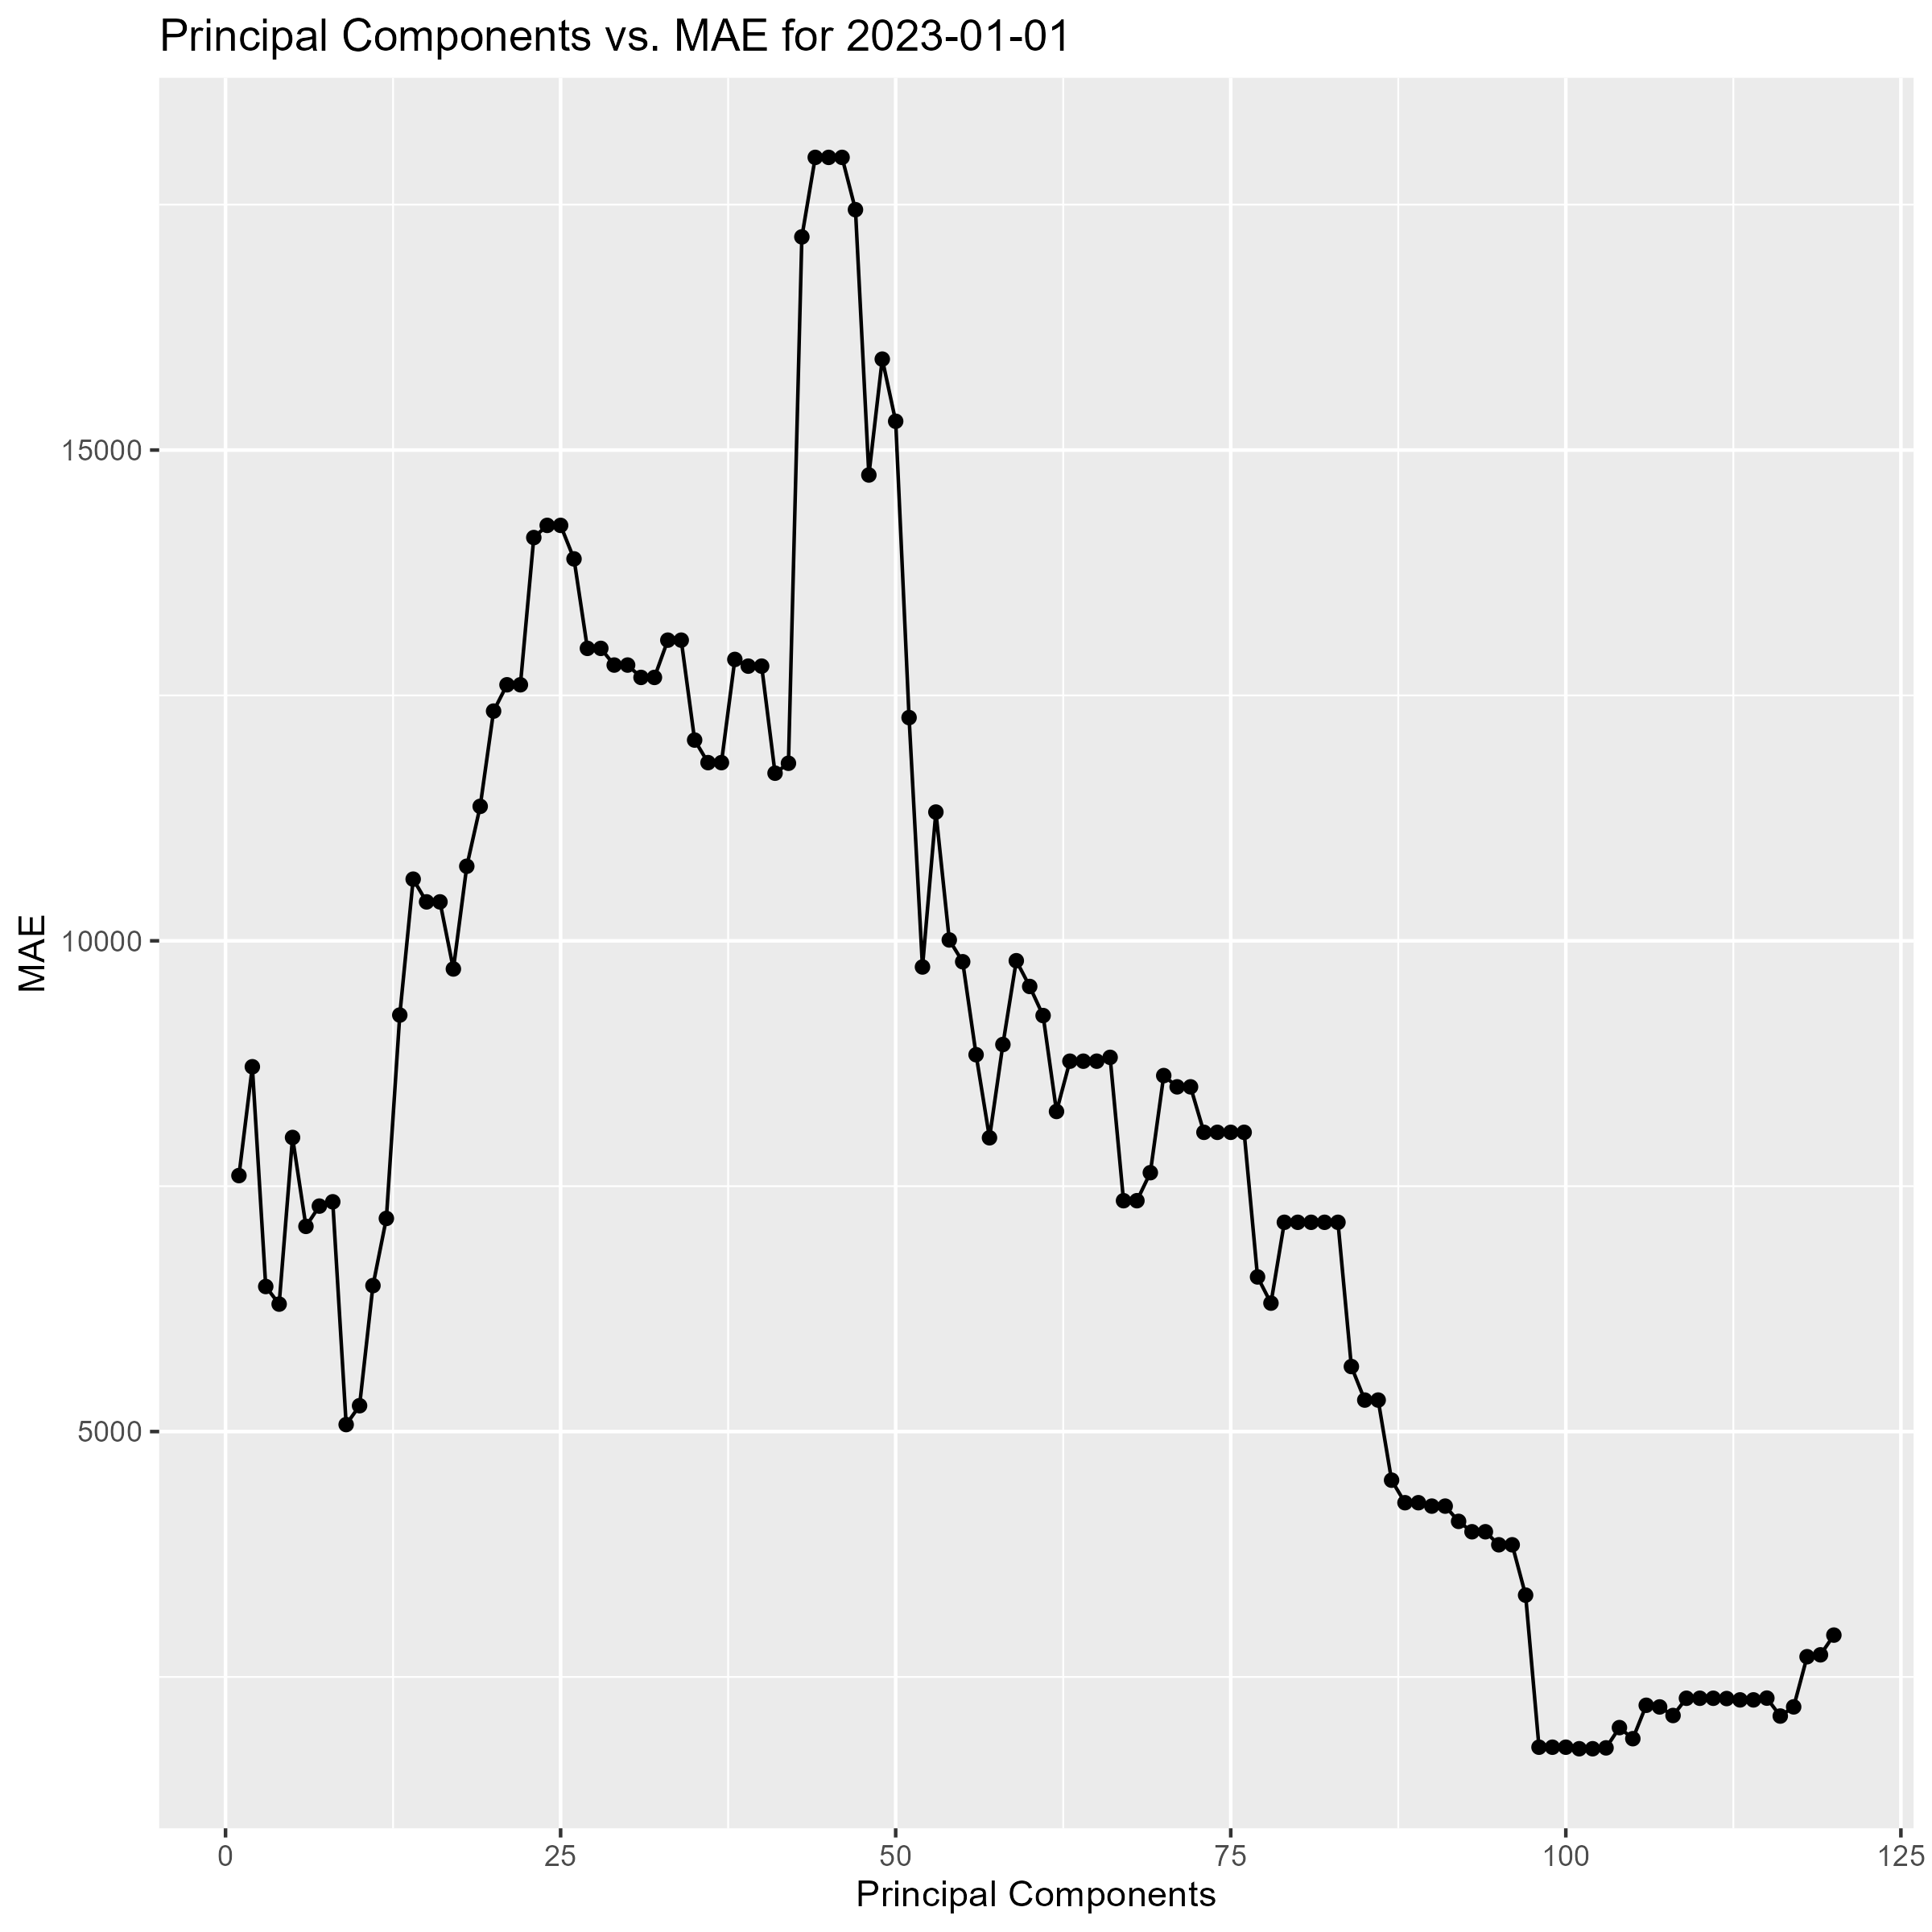 Principal Components vs. MAE for 2023-01-01
MAE
15000
10000
5000
0 25 50 75 100 125
Principal Components